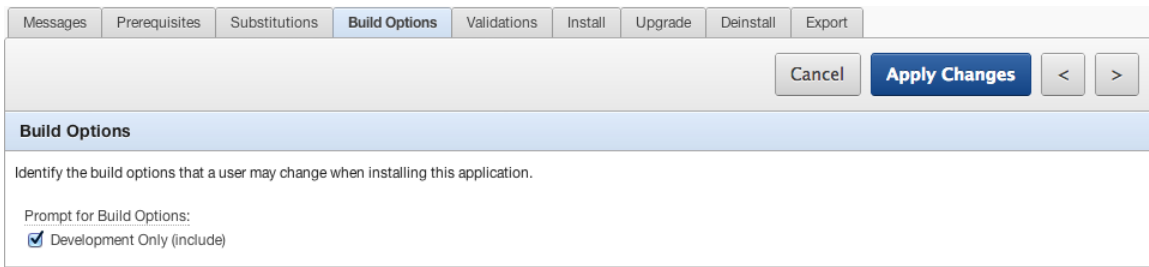 Messages Prerequisites Substitutions Build Options Validations Install Upgrade Deinstall Export
Cancel Apply Changes < >
Build Options
Identify the build options that a user may change when installing this application.
Prompt for Build Options:
Development Only (include)